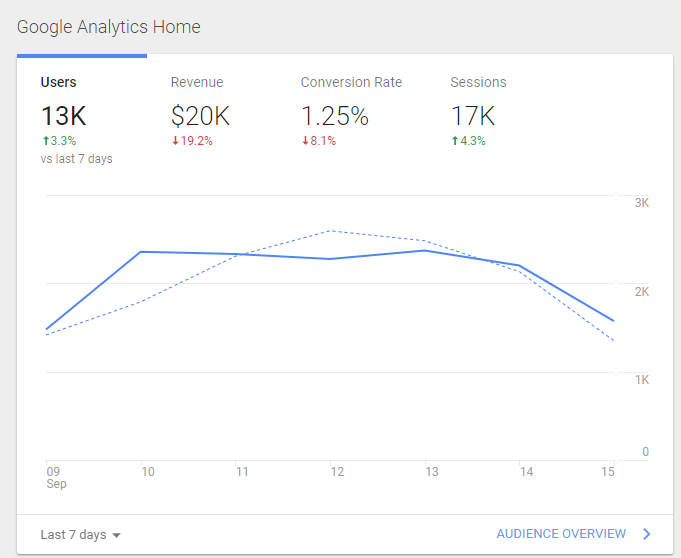 Google Analytics Home
Users Revenue Conversion Rate Sessions
13K $20K 1.25% 17K
↑3.3% ↓19.2% ↓8.1% ↑4.3%
vs last 7 days
3K
2K
1K
0
09 10 11 12 13 14 15
Sep
Last 7 days AUDIENCE OVERVIEW